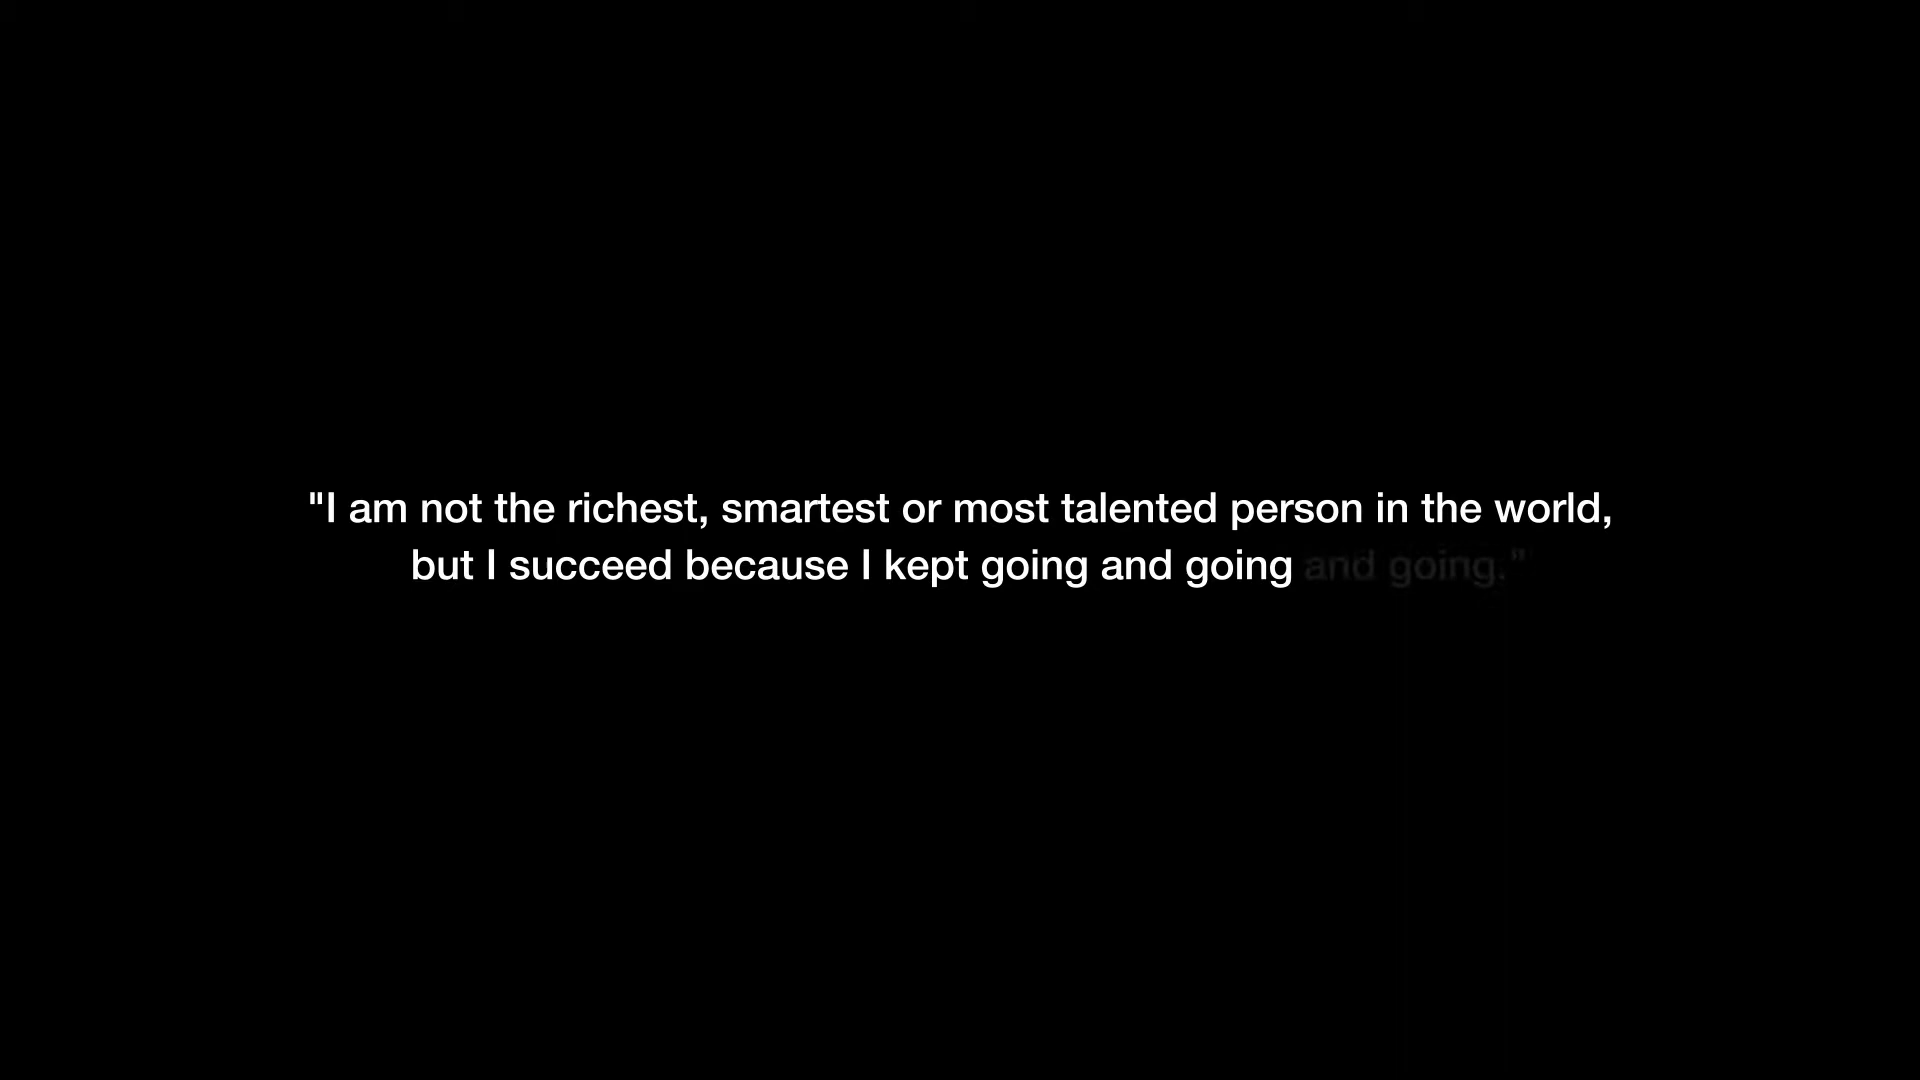 "I am not the richest, smartest or most talented person in the world,
but I succeed because I kept going and going and going."